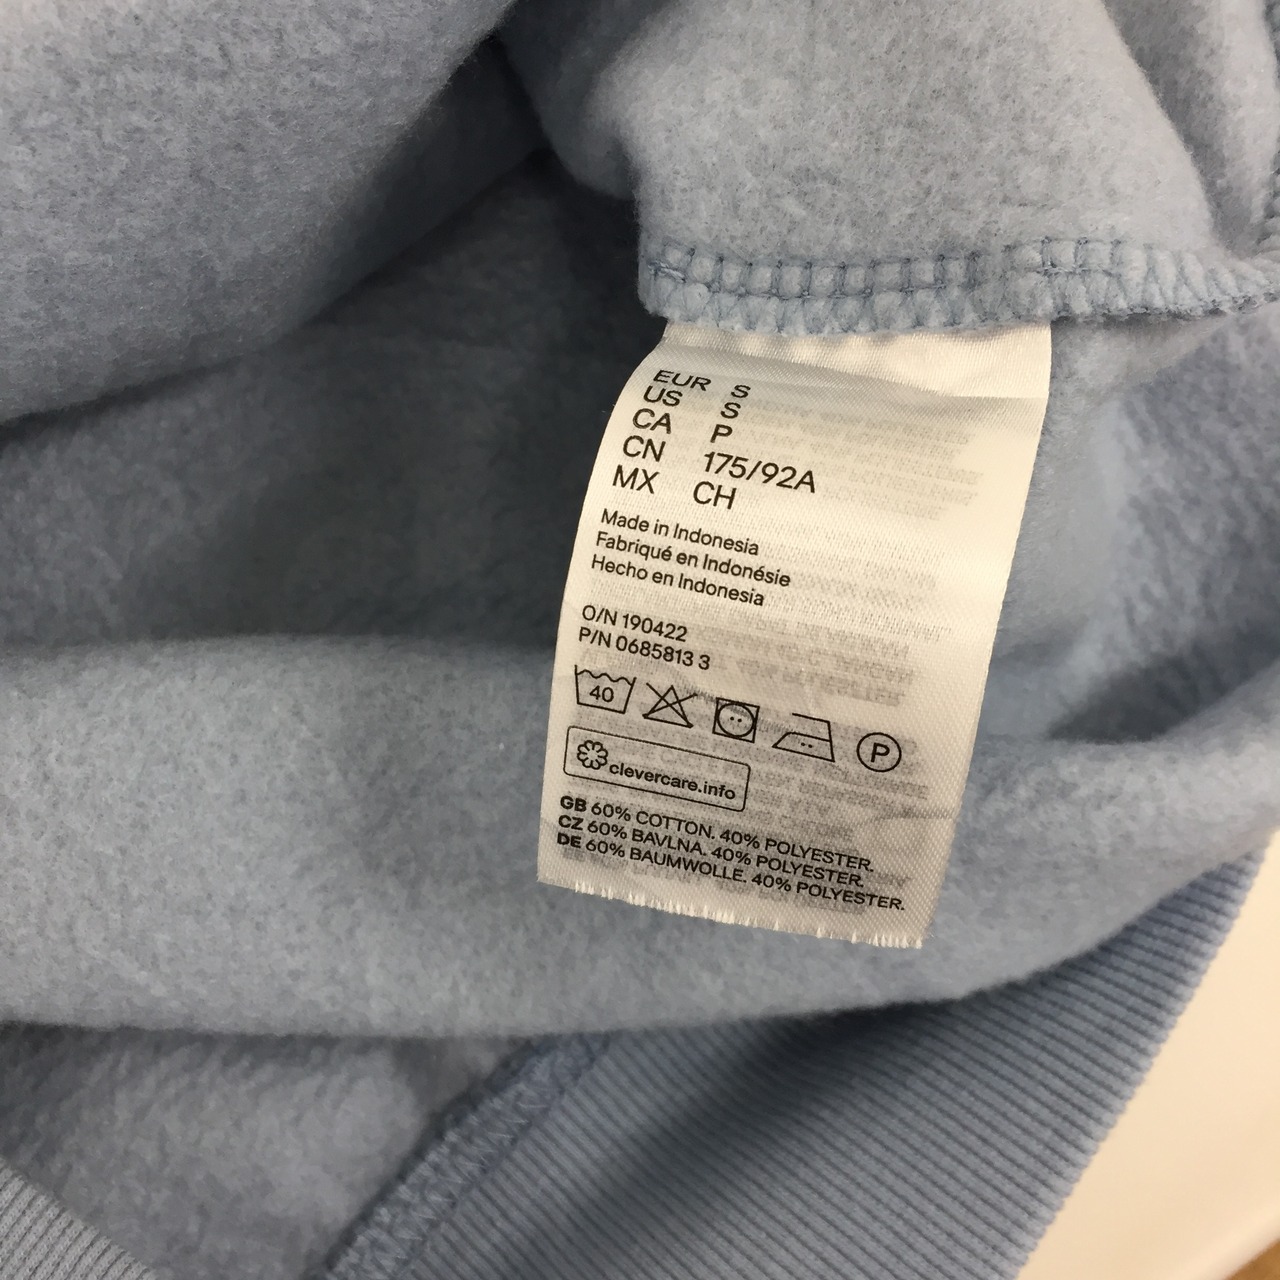 EUR S
US S
CA P
CN 175/92A
MX CH
Made in Indonesia
Fabriqué en Indonésie
Hecho en Indonesia
O/N 190422
P/N 0685813 3
40
P
clevercare.info
GB 60% COTTON. 40% POLYESTER.
CZ 60% BAVLNA. 40% POLYESTER.
DE 60% BAUMWOLLE. 40% POLYESTER.